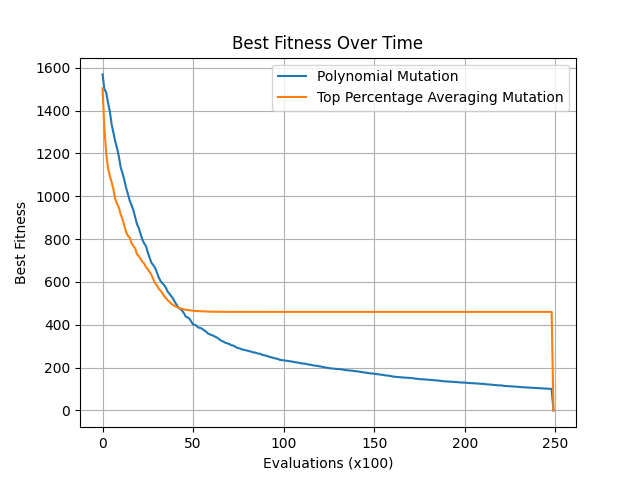 Best Fitness Over Time
Polynomial Mutation
Top Percentage Averaging Mutation
Best Fitness
1600
1400
1200
1000
800
600
400
200
0
0 50 100 150 200 250
Evaluations (x100)